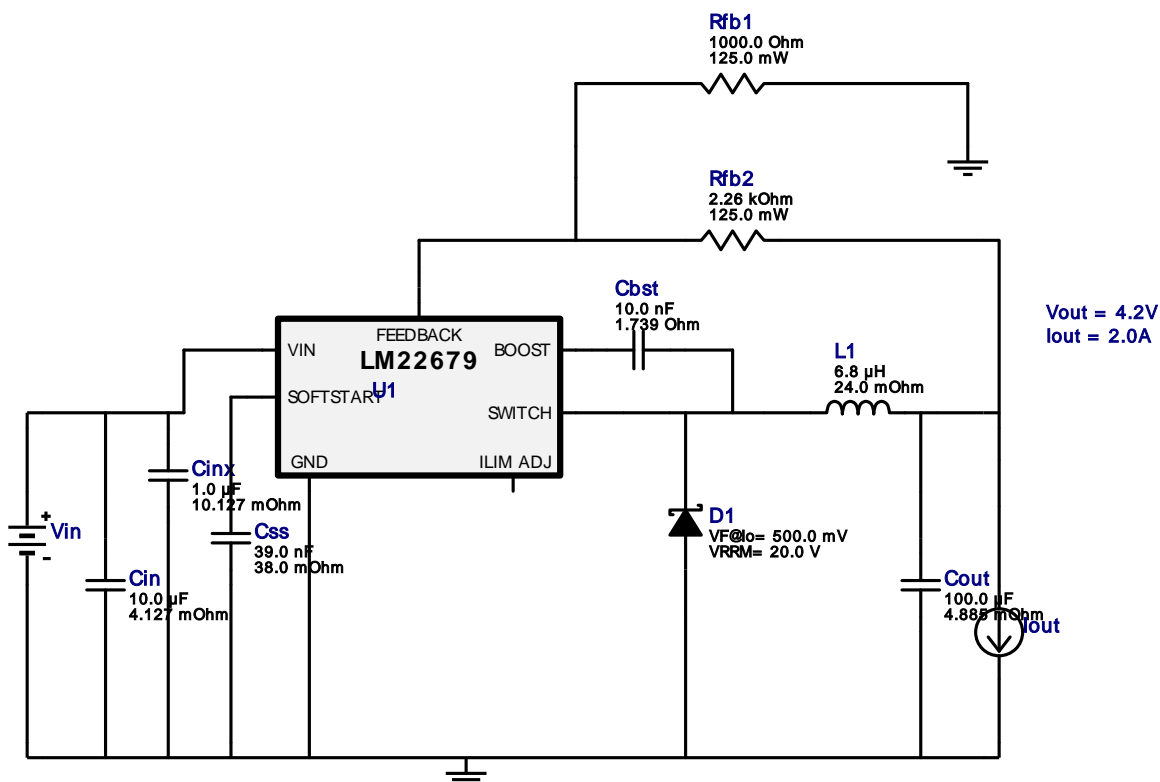 Rfb1
1000.0 Ohm
125.0 mW
Rfb2
2.26 kOhm
125.0 mW
Cbst
10.0 nF
1.739 Ohm
Vout = 4.2V
Iout = 2.0A
FEEDBACK
VIN
LM22679
BOOST
U1
SOFTSTART
SWITCH
GND
ILIM ADJ
L1
6.8 µH
24.0 mOhm
Cinx
1.0 µF
10.127 mOhm
+
Vin
-
Css
39.0 nF
38.0 mOhm
D1
VF@Io= 500.0 mV
VRRM= 20.0 V
Cin
10.0 µF
4.127 mOhm
Cout
100.0 µF
4.885 mOhm
Iout